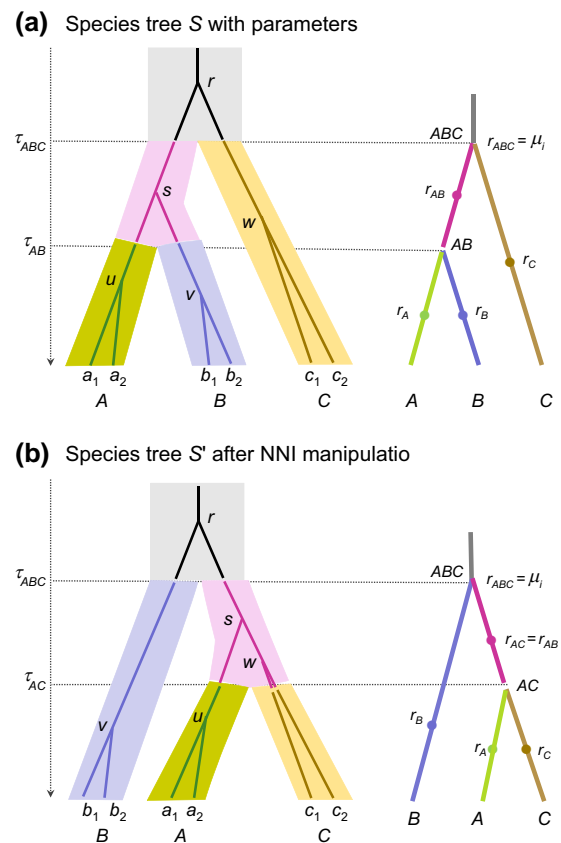 (a) Species tree S with parameters
r
τABC
ABC
rABC = μi
s
rAB
w
τAB
AB
u
v
rC
rA
rB
a1 a2 b1 b2 c1 c2
A B C A B C
(b) Species tree S' after NNI manipulatio
r
τABC
ABC
rABC = μi
s
rAC = rAB
w
τAC
AC
v
u
rB
rA
rC
b1 b2 a1 a2 c1 c2
B A C B A C